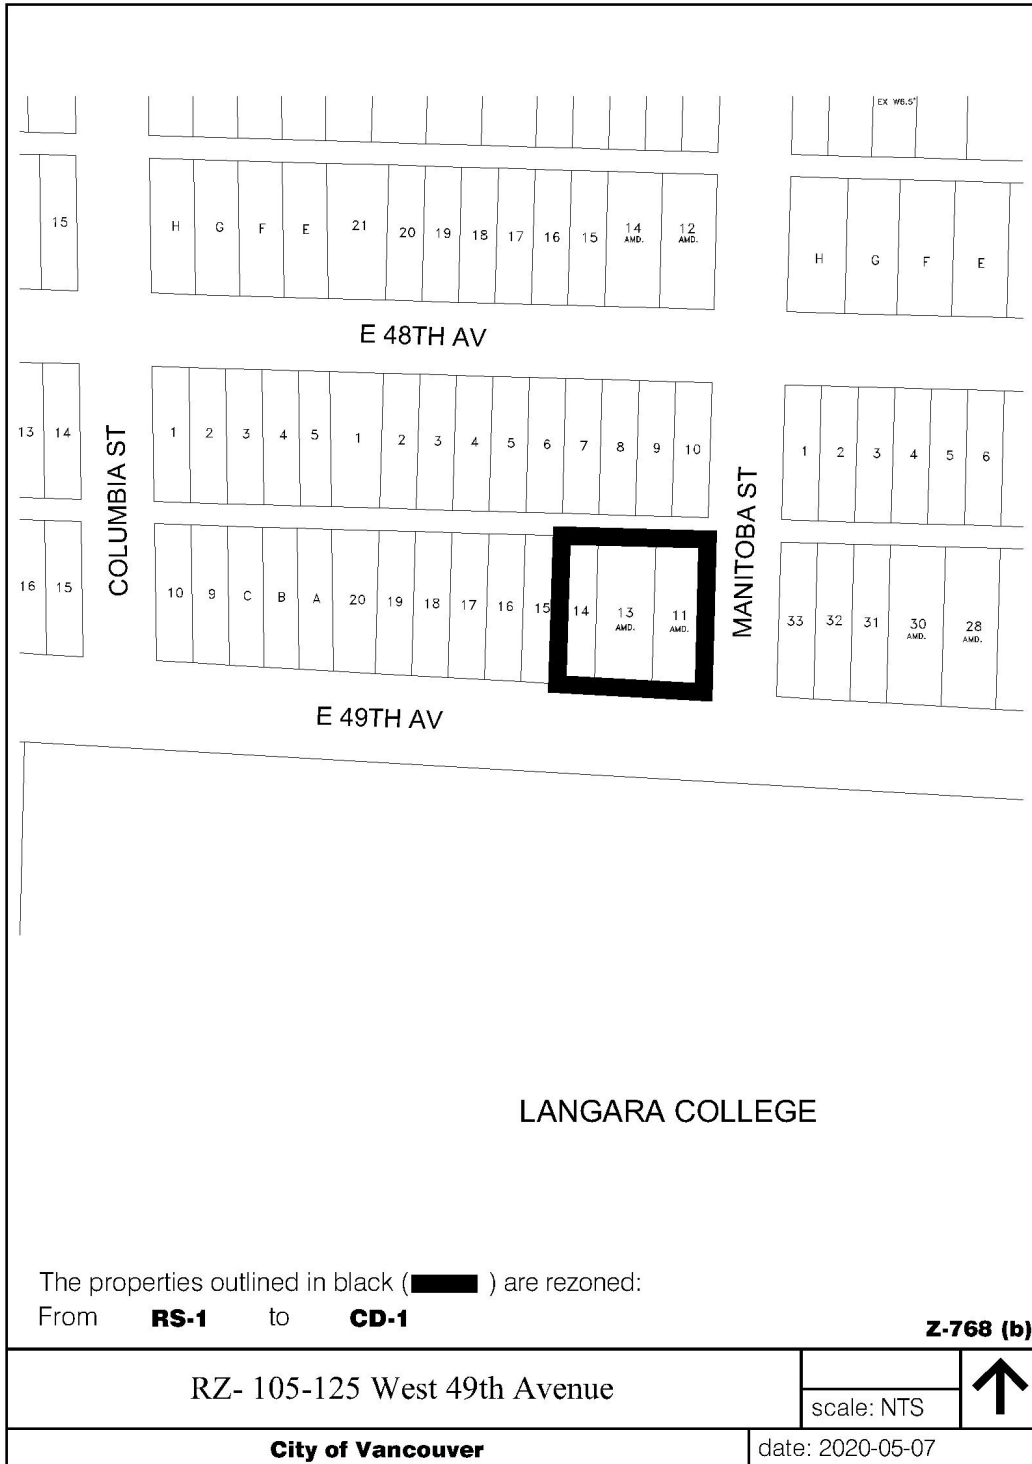 EX W6.5'
15 H G F E 21 20 19 18 17 16 15 14 AMD. 12 AMD. H G F E
E 48TH AV
13 14 1 2 3 4 5 1 2 3 4 5 6 7 8 9 10 1 2 3 4 5 6
COLUMBIA ST
MANITOBA ST
16 15 10 9 C B A 20 19 18 17 16 15 14 13 AMD. 11 AMD. 33 32 31 30 AMD. 28 AMD.
E 49TH AV
LANGARA COLLEGE
The properties outlined in black ( ) are rezoned:
From RS-1 to CD-1
Z-768 (b)
RZ- 105-125 West 49th Avenue
scale: NTS
City of Vancouver
date: 2020-05-07